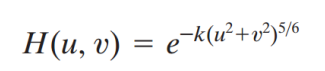 H(u, v) = e^{-k(u^2+v^2)^{5/6}}